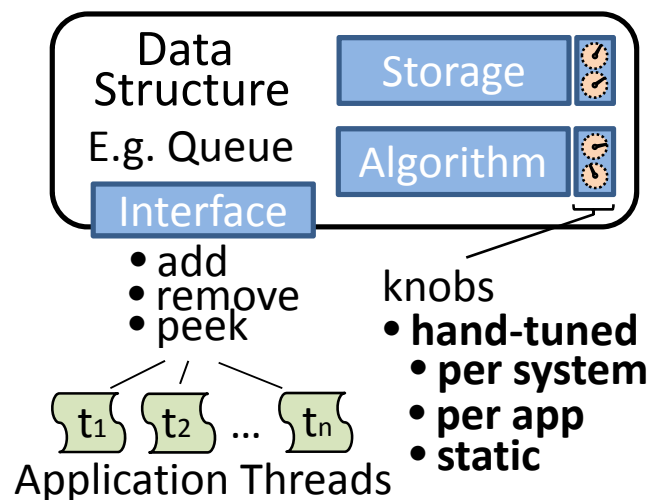 Data
Structure
E.g. Queue
Storage
Algorithm
Interface
• add
• remove
• peek
knobs
• hand-tuned
• per system
• per app
• static
t1 t2 ... tn
Application Threads